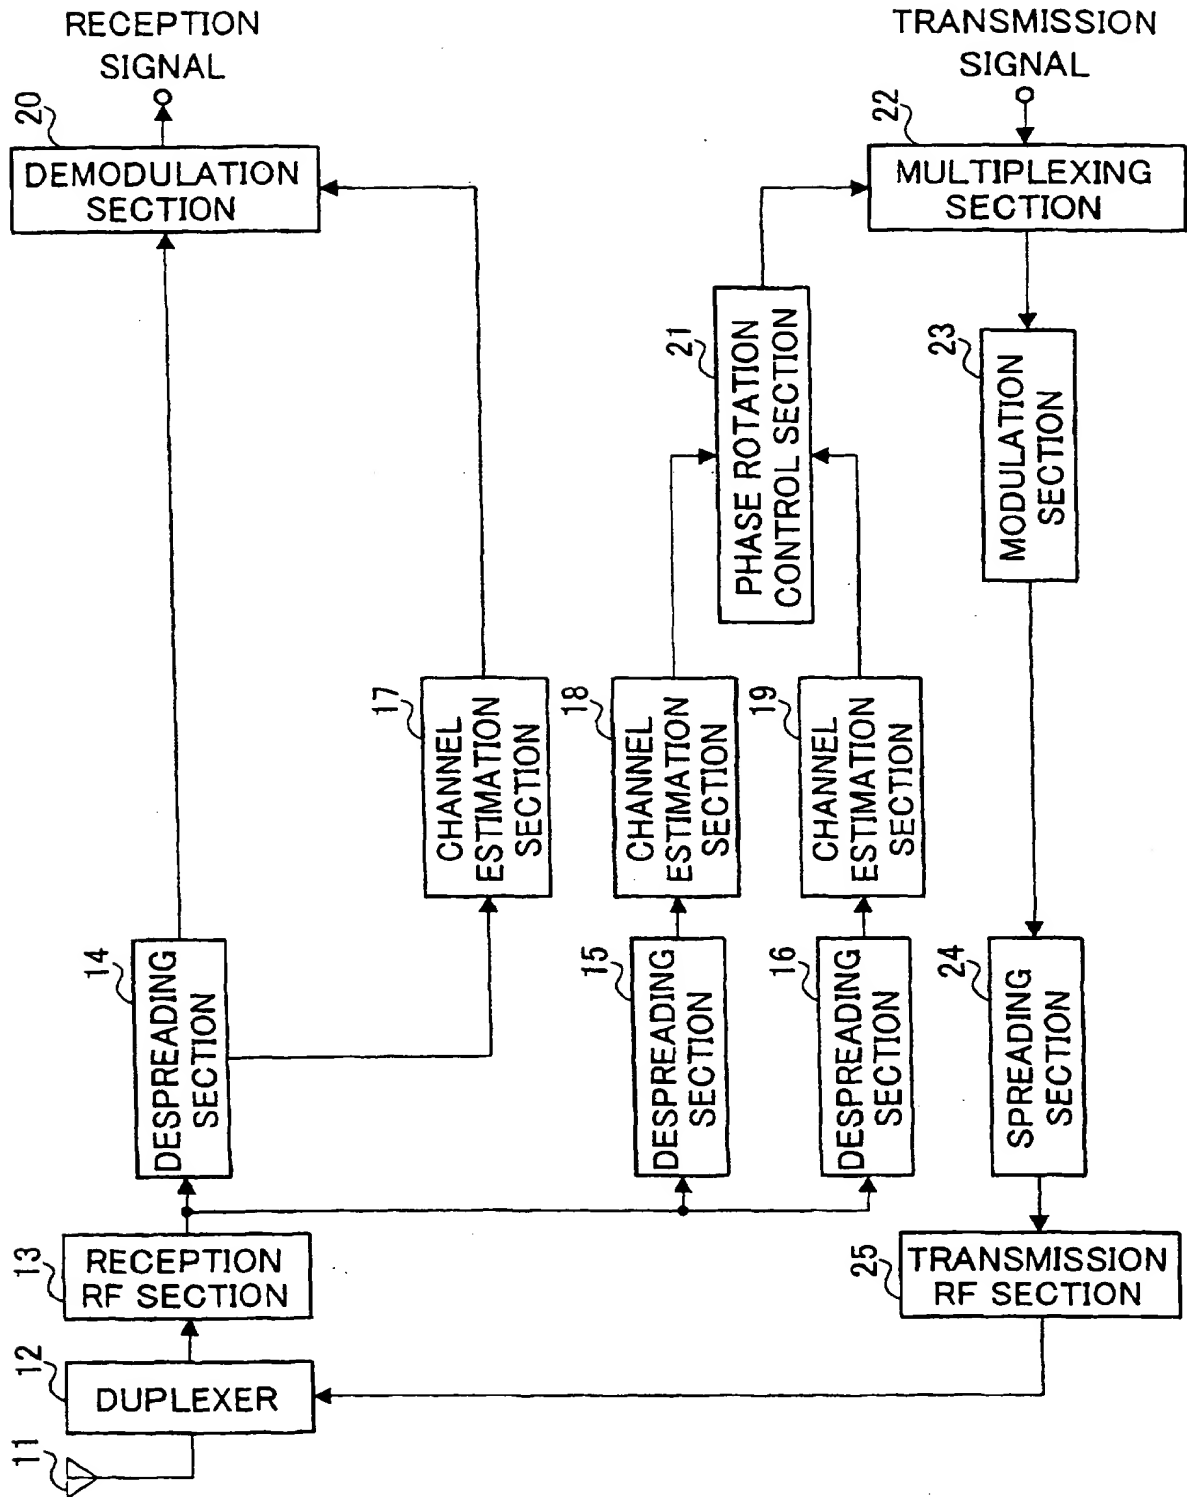 RECEPTION
SIGNAL
TRANSMISSION
SIGNAL
20
DEMODULATION
SECTION
22
MULTIPLEXING
SECTION
21
PHASE ROTATION
CONTROL SECTION
23
MODULATION
SECTION
17
CHANNEL
ESTIMATION
SECTION
18
CHANNEL
ESTIMATION
SECTION
19
CHANNEL
ESTIMATION
SECTION
14
DESPREADING
SECTION
15
DESPREADING
SECTION
16
DESPREADING
SECTION
24
SPREADING
SECTION
13
RECEPTION
RF SECTION
25
TRANSMISSION
RF SECTION
12
DUPLEXER
11